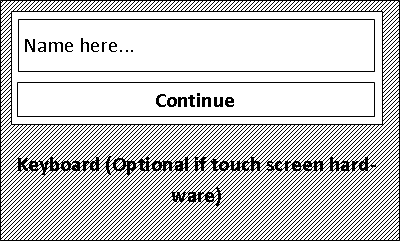 Name here...
Continue
Keyboard (Optional if touch screen hard-
ware)